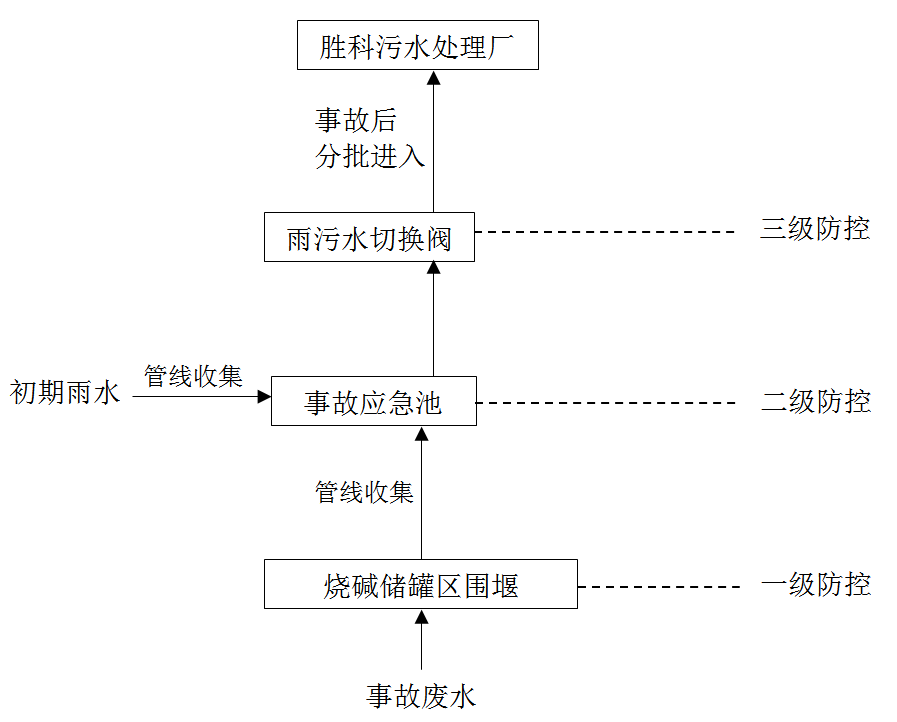 胜科污水处理厂
事故后
分批进入
雨污水切换阀
三级防控
初期雨水
管线收集
事故应急池
二级防控
管线收集
烧碱储罐区围堰
一级防控
事故废水